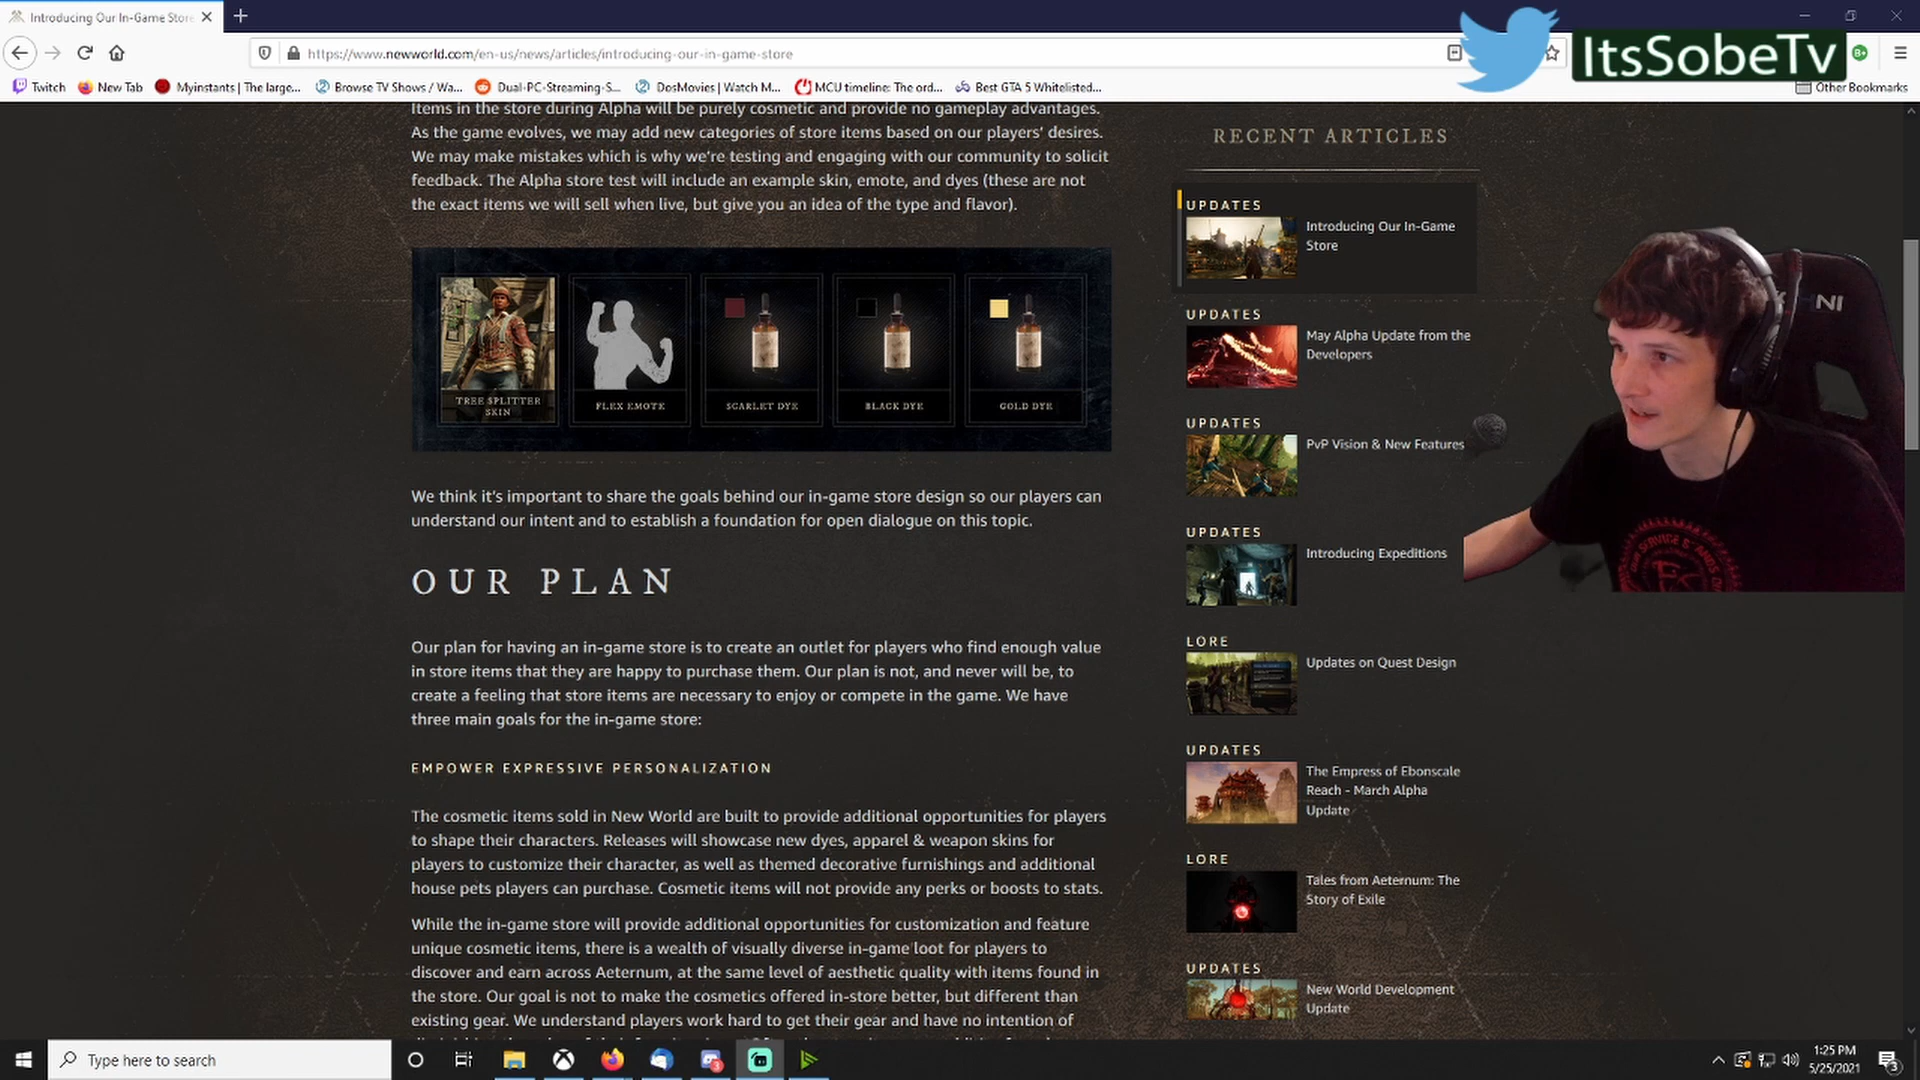 Introducing Our In-Game Store
https://www.newworld.com/en-us/news/articles/introducing-our-in-game-store
ItsSobeTv
Twitch
New Tab
Myinstants | The large...
Browse TV Shows / Wa...
Dual-PC-Streaming-S...
DosMovies | Watch M...
MCU timeline: The ord...
Best GTA 5 Whitelisted...
Other Bookmarks
Items in the store during Alpha will be purely cosmetic and provide no gameplay advantages.
As the game evolves, we may add new categories of store items based on our players' desires.
We may make mistakes which is why we're testing and engaging with our community to solicit
feedback. The Alpha store test will include an example skin, emote, and dyes (these are not
the exact items we will sell when live, but give you an idea of the type and flavor).
TREE SPLITTER
SKIN
FLEX EMOTE
SCARLET DYE
BLACK DYE
GOLD DYE
We think it's important to share the goals behind our in-game store design so our players can
understand our intent and to establish a foundation for open dialogue on this topic.
OUR PLAN
Our plan for having an in-game store is to create an outlet for players who find enough value
in store items that they are happy to purchase them. Our plan is not, and never will be, to
create a feeling that store items are necessary to enjoy or compete in the game. We have
three main goals for the in-game store:
EMPOWER EXPRESSIVE PERSONALIZATION
The cosmetic items sold in New World are built to provide additional opportunities for players
to shape their characters. Releases will showcase new dyes, apparel & weapon skins for
players to customize their character, as well as themed decorative furnishings and additional
house pets players can purchase. Cosmetic items will not provide any perks or boosts to stats.
While the in-game store will provide additional opportunities for customization and feature
unique cosmetic items, there is a wealth of visually diverse in-game loot for players to
discover and earn across Aeternum, at the same level of aesthetic quality with items found in
the store. Our goal is not to make the cosmetics offered in-store better, but different than
existing gear. We understand players work hard to get their gear and have no intention of
RECENT ARTICLES
UPDATES
Introducing Our In-Game
Store
UPDATES
May Alpha Update from the
Developers
UPDATES
PvP Vision & New Features
UPDATES
Introducing Expeditions
LORE
Updates on Quest Design
UPDATES
The Empress of Ebonscale
Reach - March Alpha
Update
LORE
Tales from Aeternum: The
Story of Exile
UPDATES
New World Development
Update
NI
Type here to search
3
1:25 PM
5/25/2021
3